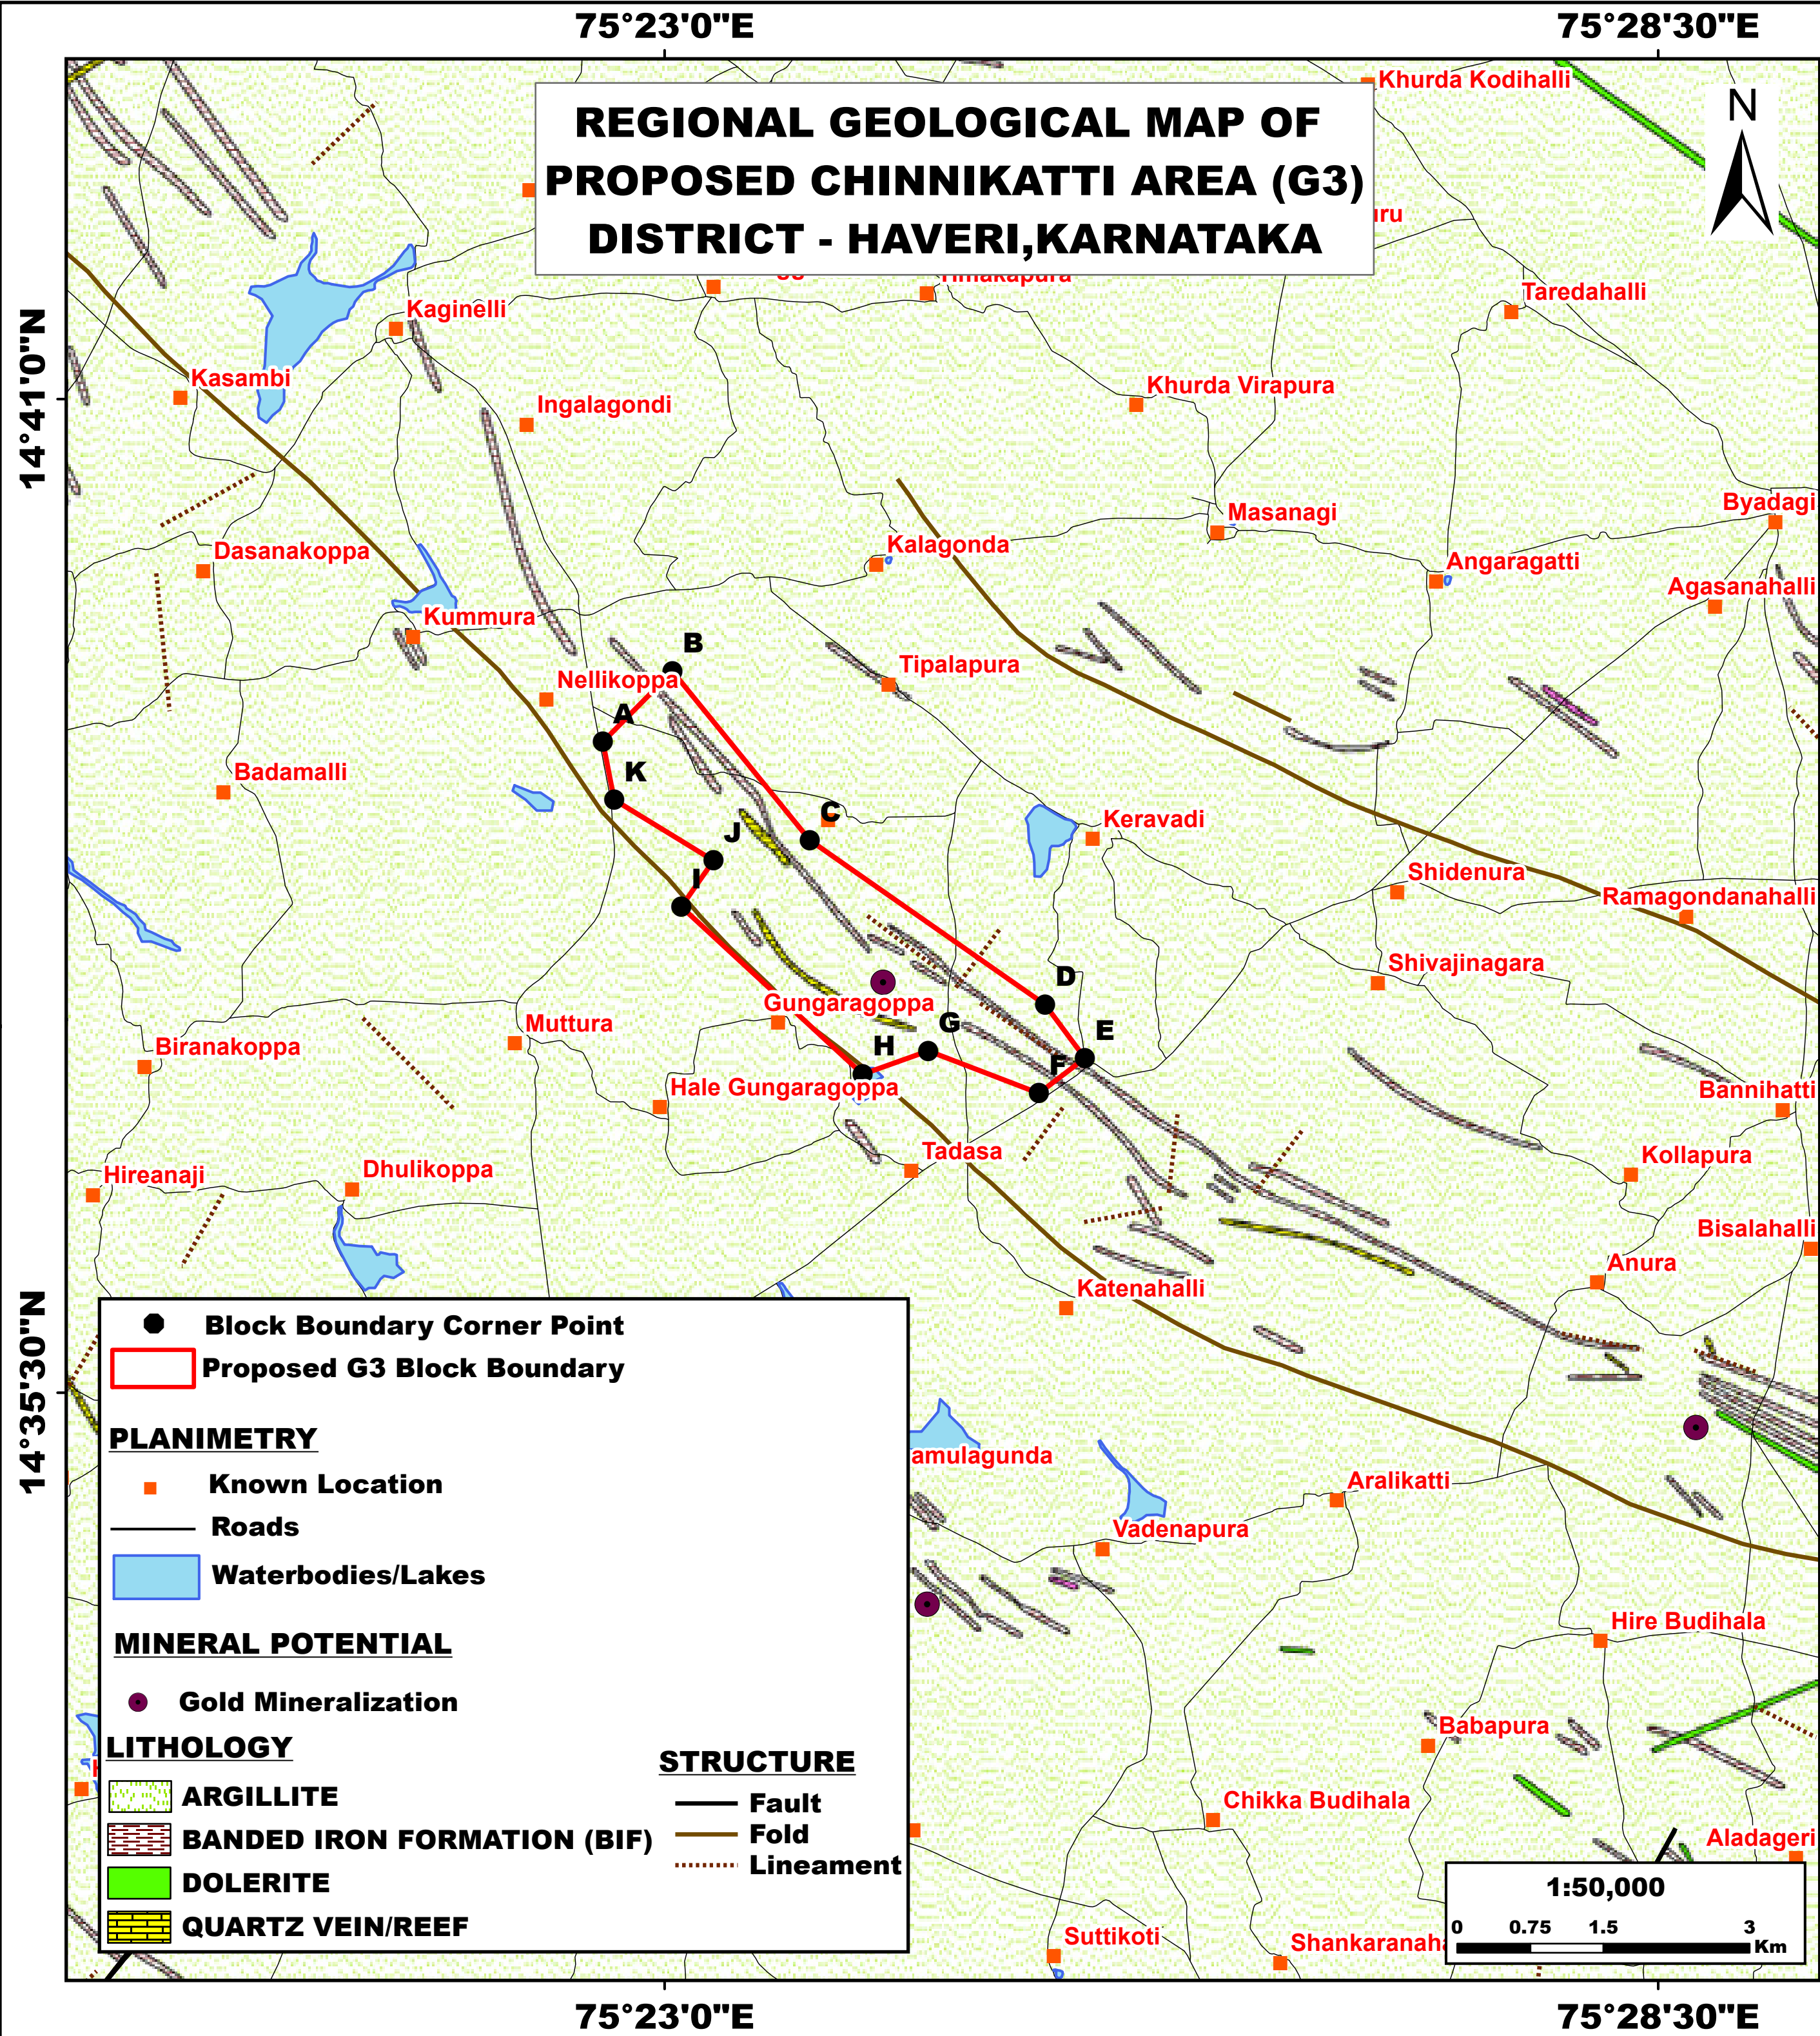 75°23'0"E
75°28'30"E
REGIONAL GEOLOGICAL MAP OF
PROPOSED CHINNIKATTI AREA (G3)
DISTRICT - HAVERI,KARNATAKA
Khurda Kodihalli
N
Taredahalli
Kaginelli
14°41'0"N
Kasambi
Khurda Virapura
Ingalagondi
Byadagi
Masanagi
Kalagonda
Dasanakoppa
Angaragatti
Agasanahalli
Kummura
B
Tipalapura
Nellikoppa
A
Badamalli
K
C
Keravadi
J
Shidenura
I
Ramagondanahalli
Shivajinagara
D
Gungaragoppa
Muttura
G
E
Biranakoppa
H
F
Hale Gungaragoppa
Bannihatti
Tadasa
Kollapura
Hireanaji
Dhulikoppa
Bisalahalli
Anura
Katenahalli
14°35'30"N
amulagunda
Aralikatti
Vadenapura
Hire Budihala
Babapura
Chikka Budihala
Aladageri
Suttikoti
Shankaranaha
Block Boundary Corner Point
Proposed G3 Block Boundary
PLANIMETRY
Known Location
Roads
Waterbodies/Lakes
MINERAL POTENTIAL
Gold Mineralization
LITHOLOGY
ARGILLITE
BANDED IRON FORMATION (BIF)
DOLERITE
QUARTZ VEIN/REEF
STRUCTURE
Fault
Fold
Lineament
1:50,000
0 0.75 1.5 3
Km
75°23'0"E
75°28'30"E